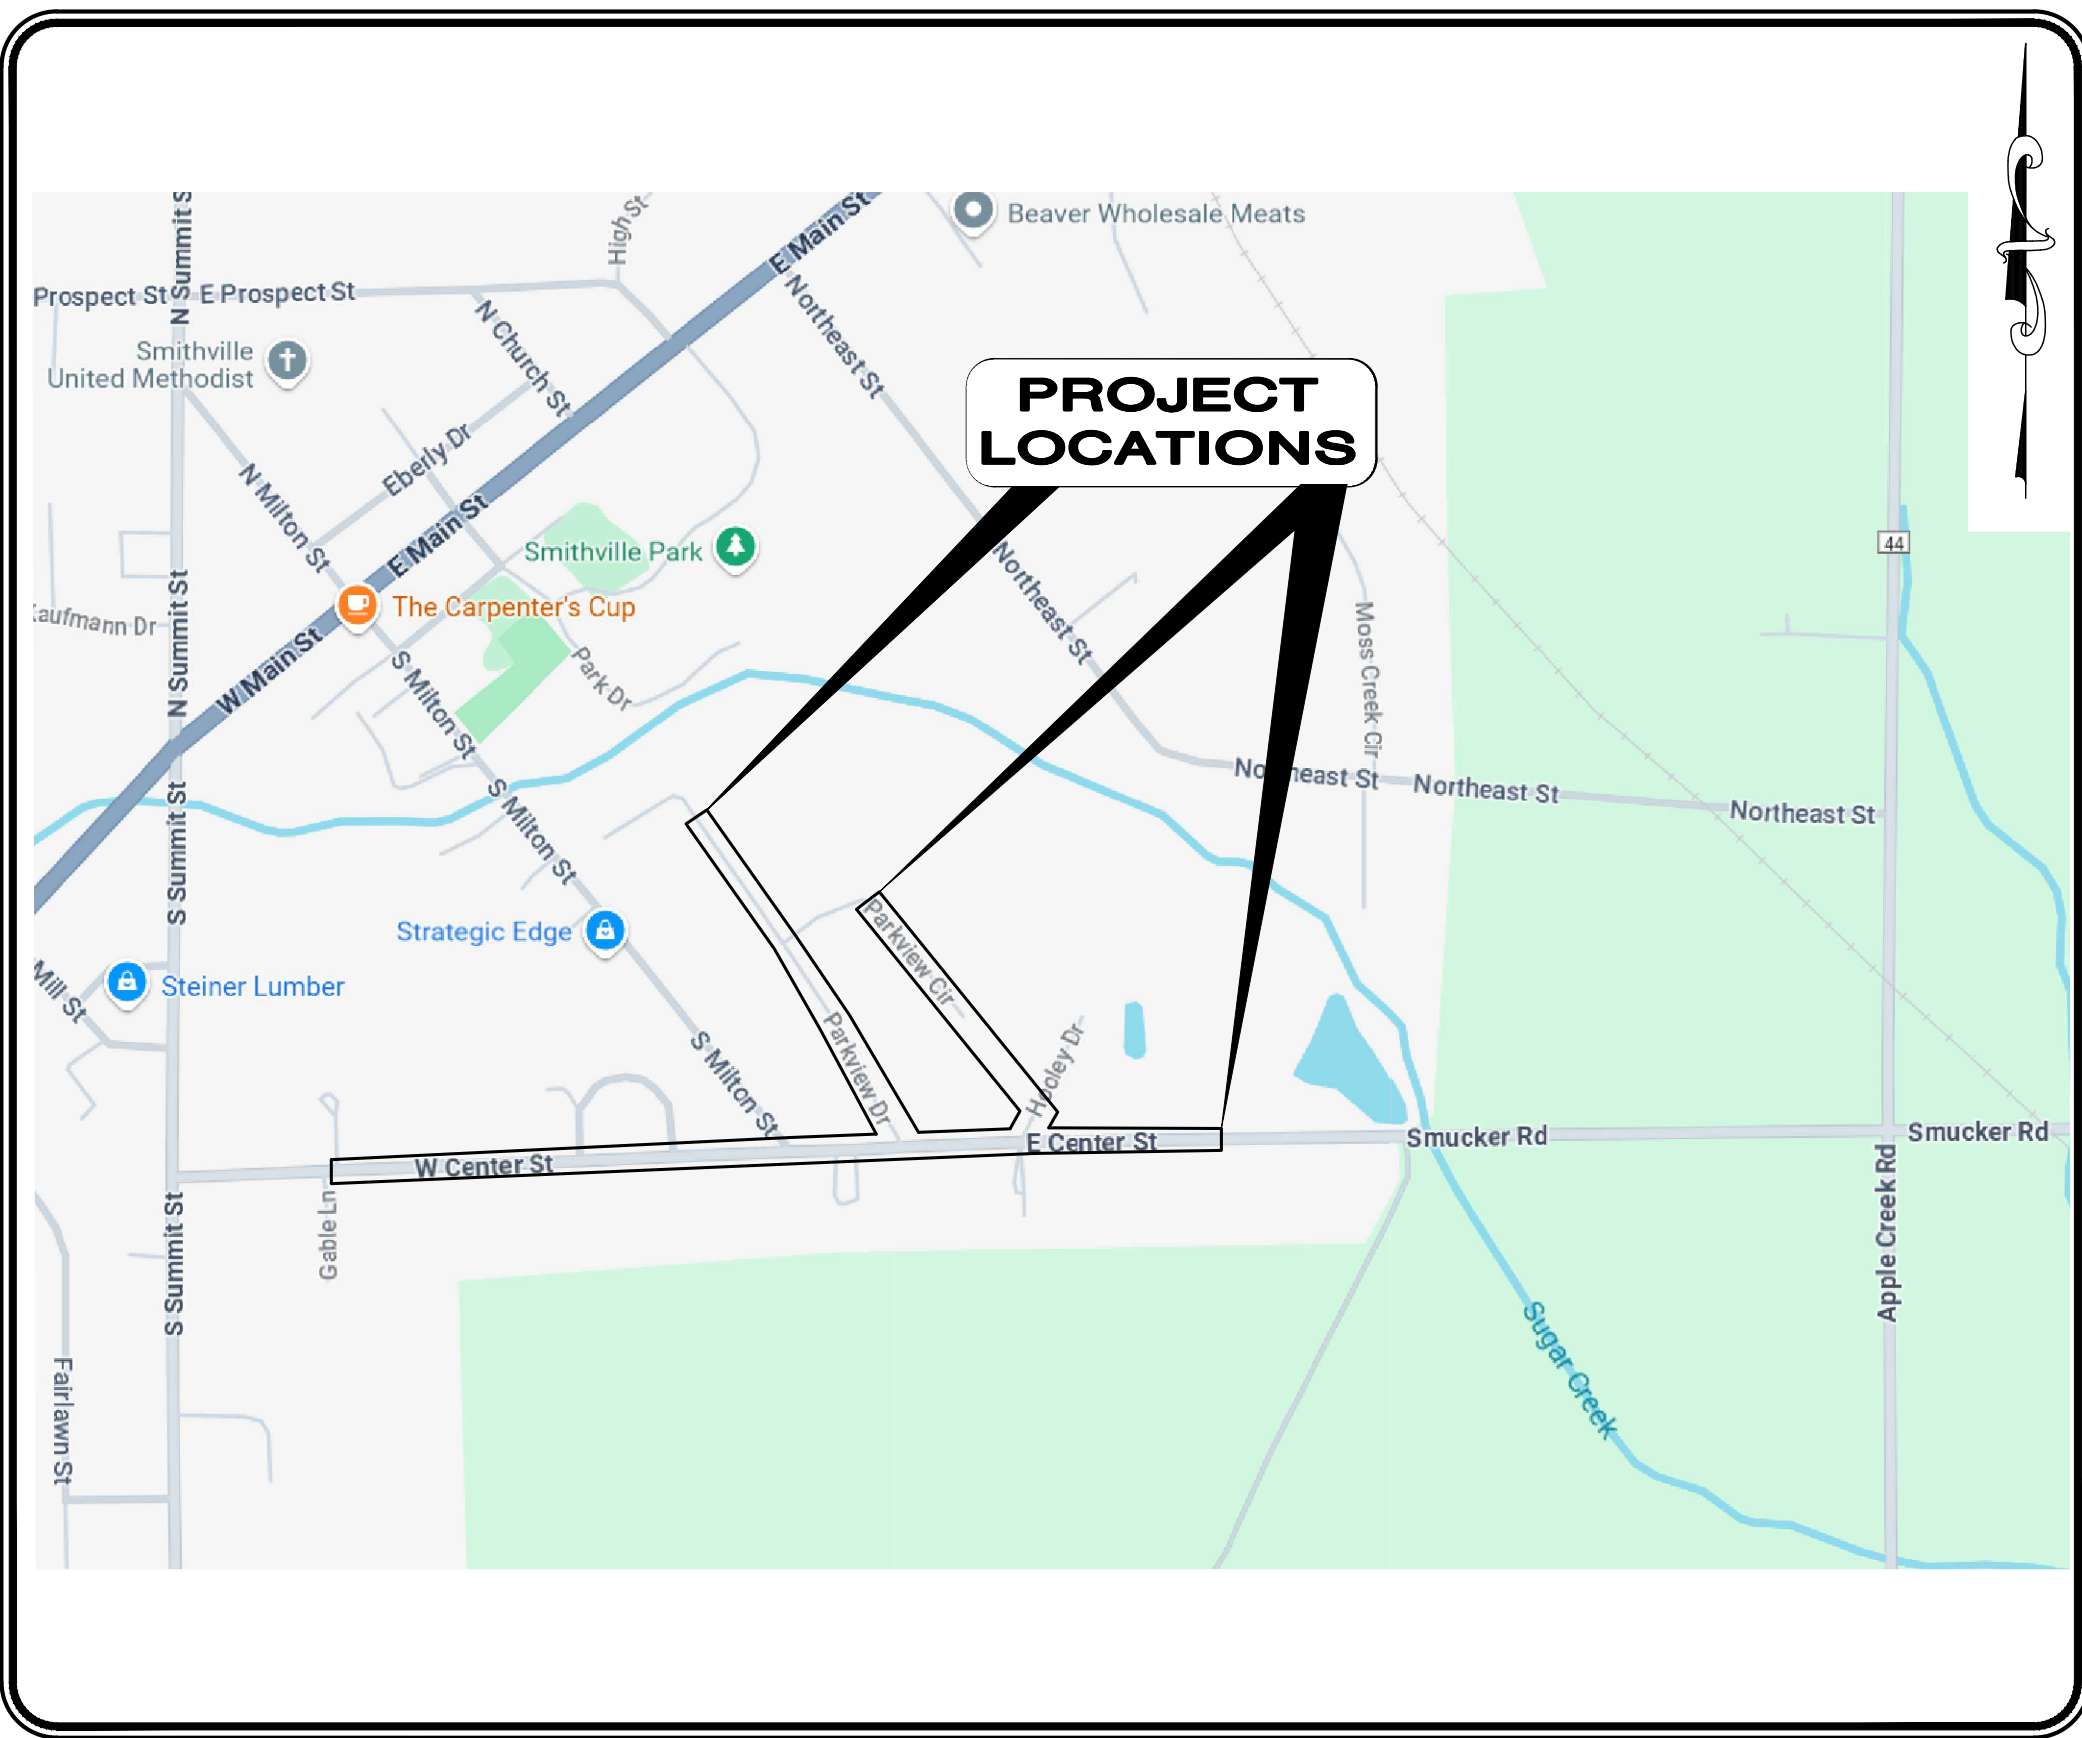 N Summit S
High St
E Main St
Beaver Wholesale Meats
Prospect St
E Prospect St
N Church St
E Northeast St
Smithville
United Methodist
PROJECT
LOCATIONS
Eberly Dr
N Milton St
E Main St
Smithville Park
44
Northeast St
The Carpenter's Cup
Kaufmann Dr
N Summit St
W Main St
S Milton St
Park Dr
Moss Creek Cir
Northeast St
Northeast St
Northeast St
S Summit St
S Milton St
Strategic Edge
Steiner Lumber
Mill St
Parkview Cir
Parkview Dr
Hooley Dr
S Milton St
W Center St
E Center St
Smucker Rd
Smucker Rd
Gable Ln
S Summit St
Apple Creek Rd
Sugar Creek
Fairlawn St